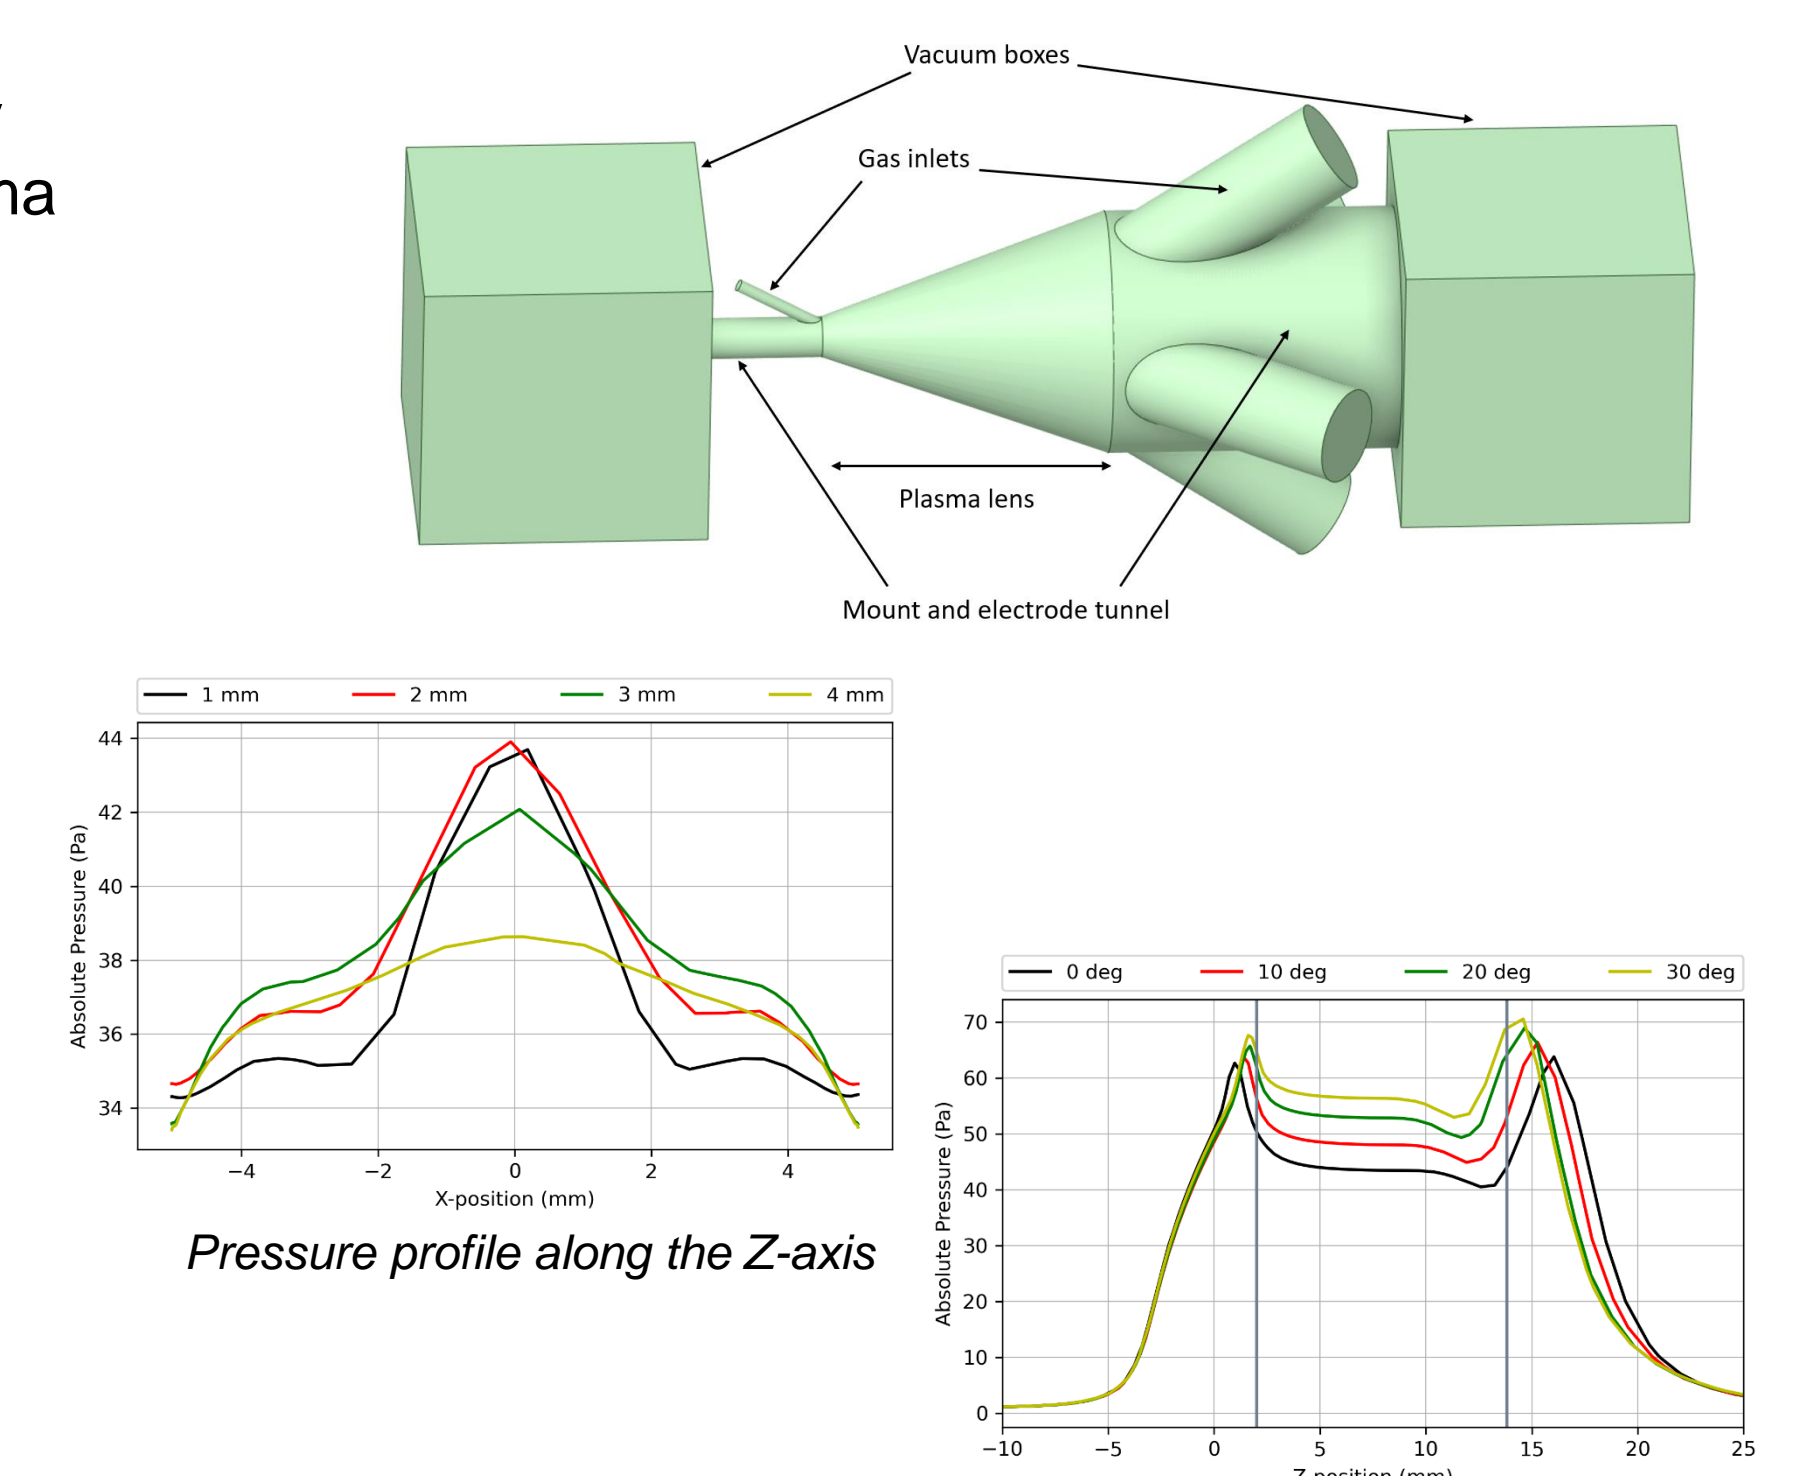 Vacuum boxes
Gas inlets
Plasma lens
Mount and electrode tunnel
1 mm 2 mm 3 mm 4 mm
44
42
40
38
36
34
Absolute Pressure (Pa)
−4 −2 0 2 4
X-position (mm)
Pressure profile along the Z-axis
0 deg 10 deg 20 deg 30 deg
70
60
50
40
30
20
10
0
Absolute Pressure (Pa)
−10 −5 0 5 10 15 20 25
Z-position (mm)